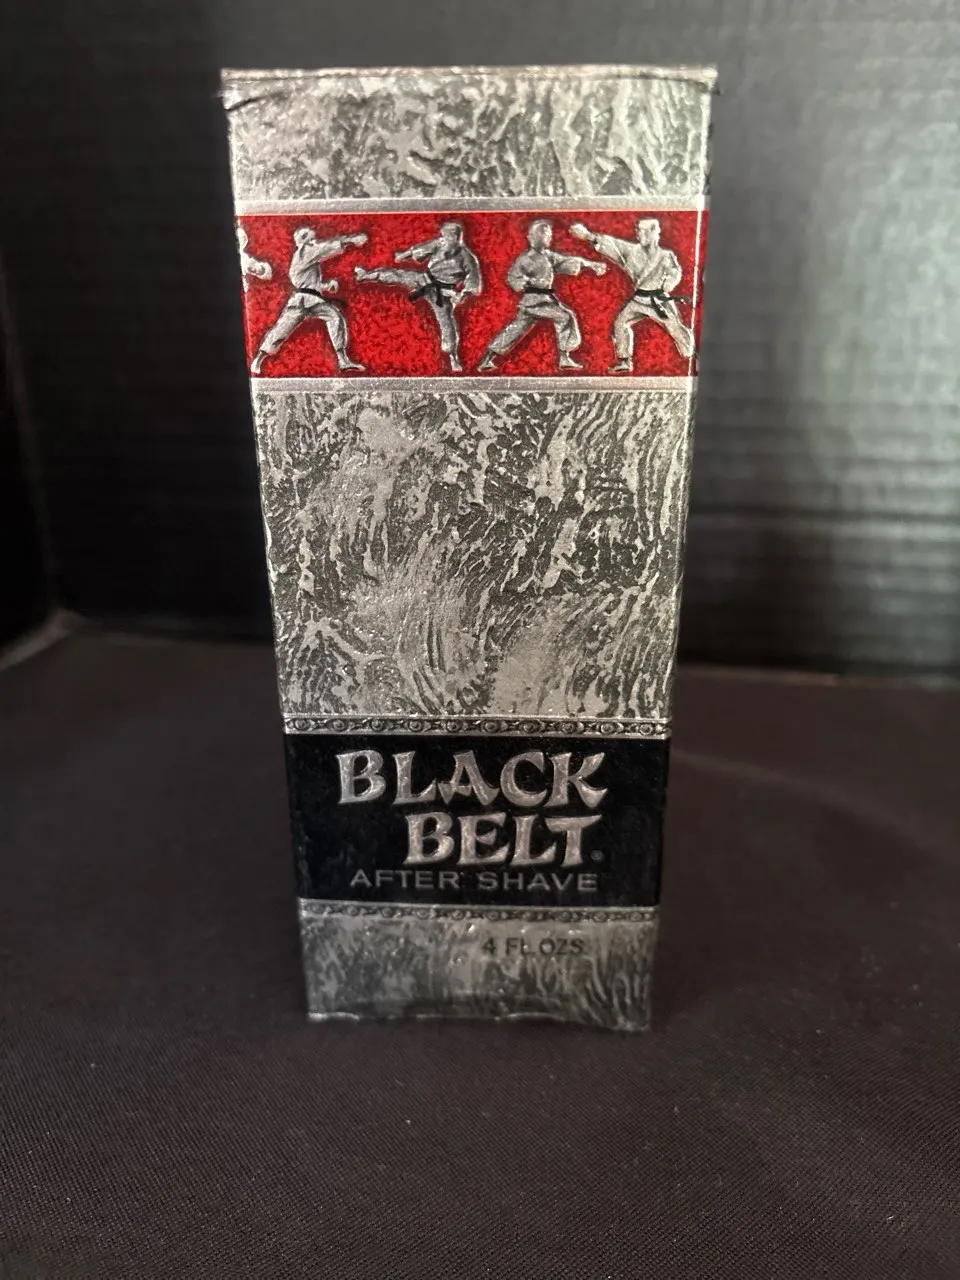 BLACK
BELT®
AFTER SHAVE
4 FL. OZS